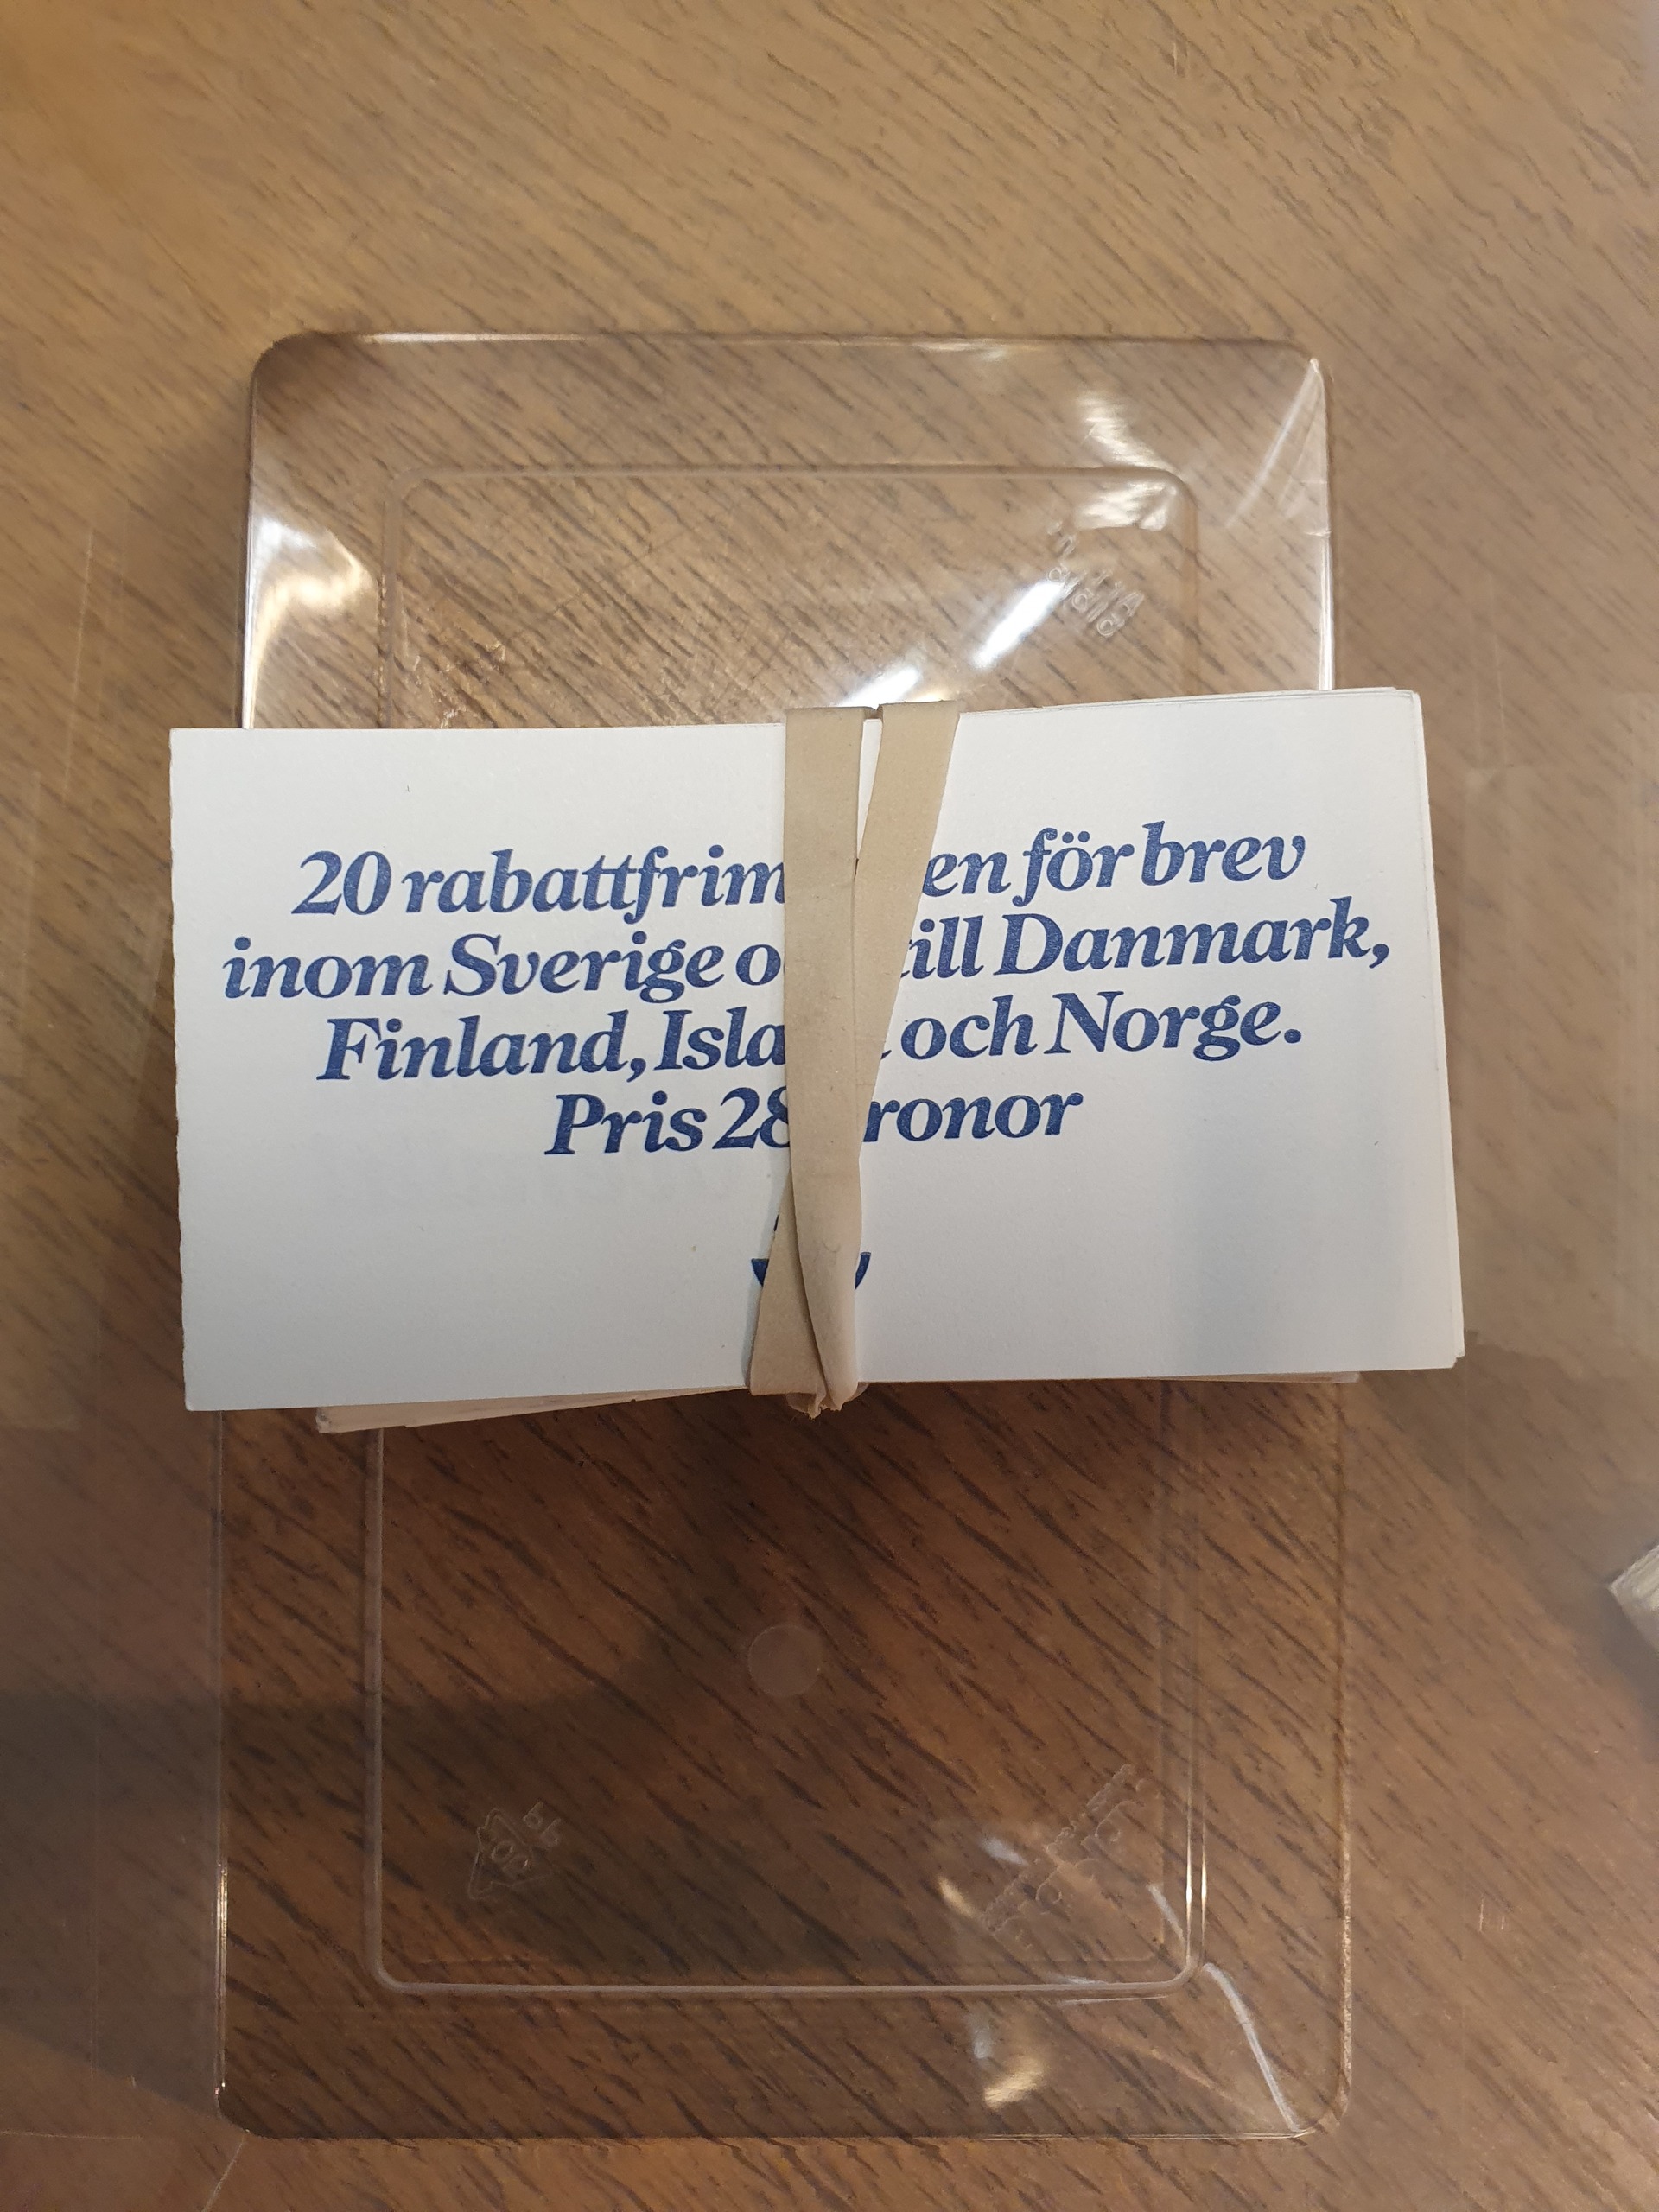 20 rabattfrim en för brev
inom Sverige o till Danmark,
Finland, Isla och Norge.
Pris 28 ronor